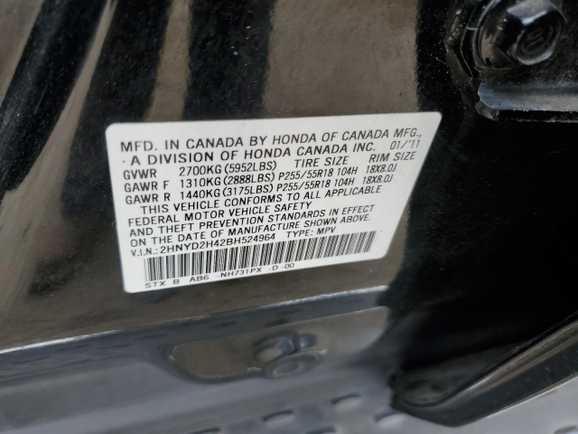 MFD. IN CANADA BY HONDA OF CANADA MFG.,
A DIVISION OF HONDA CANADA INC. 01/'11
GVWR 2700KG(5952LBS) TIRE SIZE RIM SIZE
GAWR F 1310KG(2888LBS) P255/55R18 104H 18X8.0J
GAWR R 1440KG(3175LBS) P255/55R18 104H 18X8.0J
THIS VEHICLE CONFORMS TO ALL APPLICABLE
FEDERAL MOTOR VEHICLE SAFETY
AND THEFT PREVENTION STANDARDS IN EFFECT
ON THE DATE OF MANUFACTURE SHOWN ABOVE.
V.I.N.: 2HNYD2H42BH524964 TYPE: MPV
STX B AB6 NH731PX -D -00